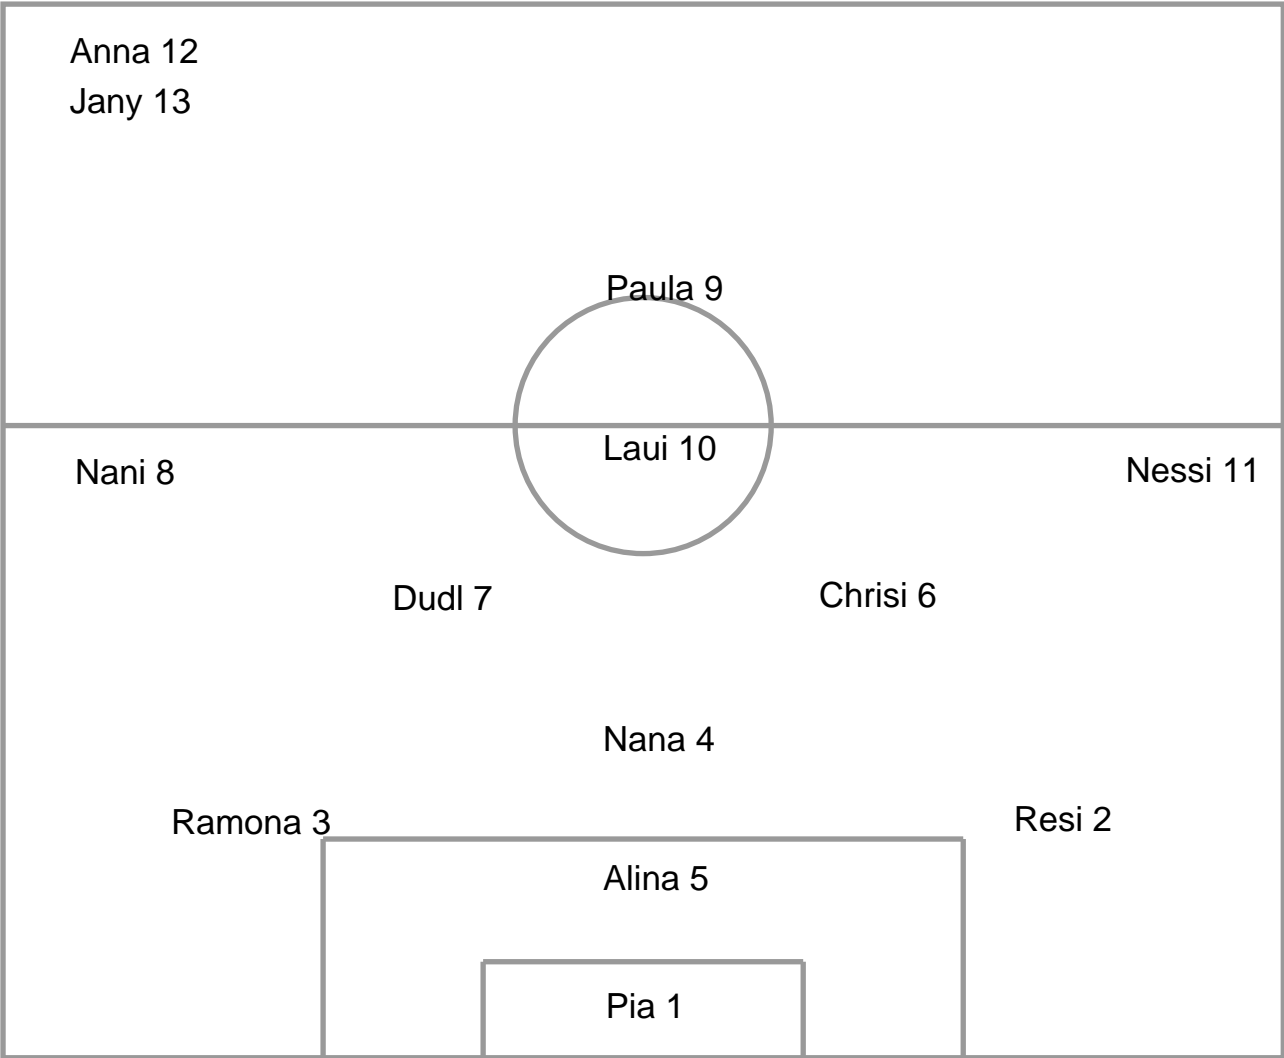 Anna 12
Jany 13
Paula 9
Laui 10
Nani 8
Nessi 11
Dudl 7
Chrisi 6
Nana 4
Ramona 3
Resi 2
Alina 5
Pia 1